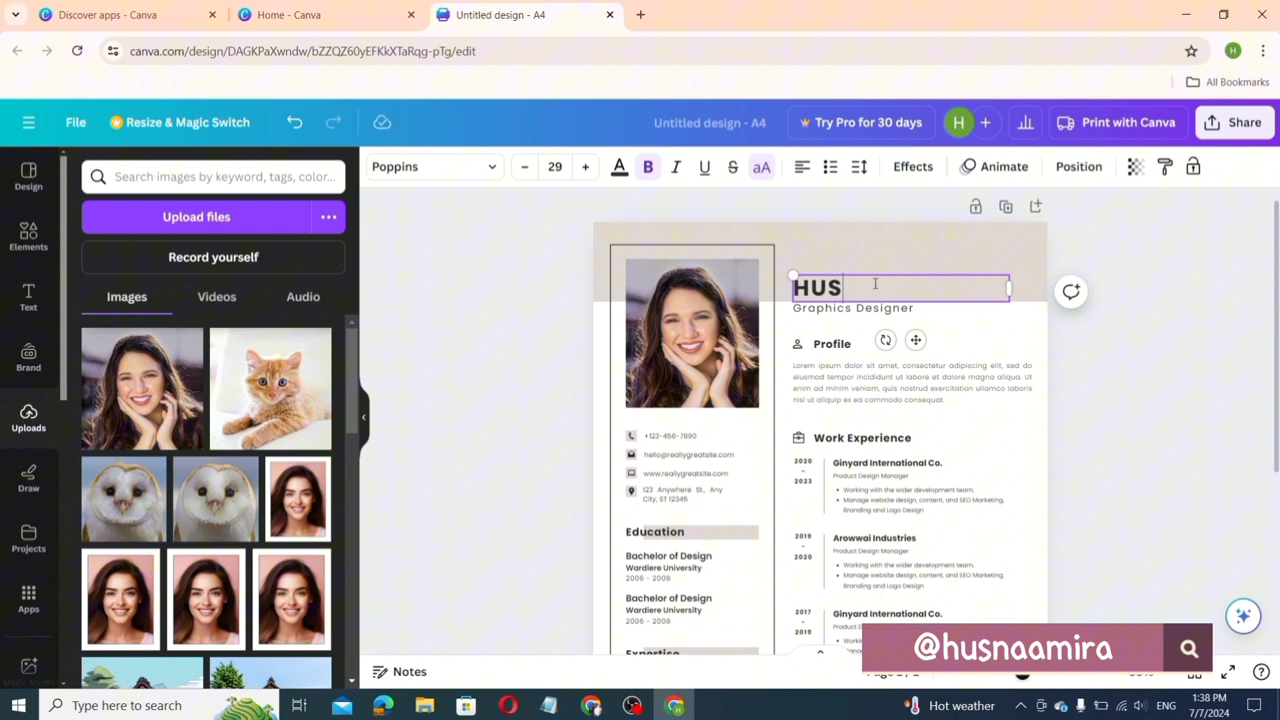 Discover apps - Canva
Home - Canva
Untitled design - A4
canva.com/design/DAGKPaXwndw/bZZQZ60yEFKkXTaRqg-pTg/edit
H
All Bookmarks
File
Resize & Magic Switch
Untitled design - A4
Try Pro for 30 days
H
Print with Canva
Share
Design
Elements
Text
Brand
Uploads
Draw
Projects
Apps
Search images by keyword, tags, color...
Upload files
Record yourself
Images
Videos
Audio
Poppins
29
A
B
I
U
S
aA
Effects
Animate
Position
HUS
Graphics Designer
Profile
Lorem ipsum dolor sit amet, consectetur adipiscing elit, sed do
eiusmod tempor incididunt ut labore et dolore magna aliqua. Ut
enim ad minim veniam, quis nostrud exercitation ullamco laboris
nisi ut aliquip ex ea commodo consequat.
+123-456-7890
hello@reallygreatsite.com
www.reallygreatsite.com
123 Anywhere St., Any
City, ST 12345
Education
Bachelor of Design
Wardiere University
2006 - 2008
Bachelor of Design
Wardiere University
2006 - 2008
Expertise
Work Experience
2020
-
2023
Ginyard International Co.
Product Design Manager
Working with the wider development team.
Manage website design, content, and SEO Marketing,
Branding and Logo Design
2019
-
2020
Arowwai Industries
Product Design Manager
Working with the wider development team.
Manage website design, content, and SEO Marketing,
Branding and Logo Design
2017
-
2019
Ginyard International Co.
@husnaamira
Notes
Type here to search
Hot weather
ENG
1:38 PM
7/7/2024